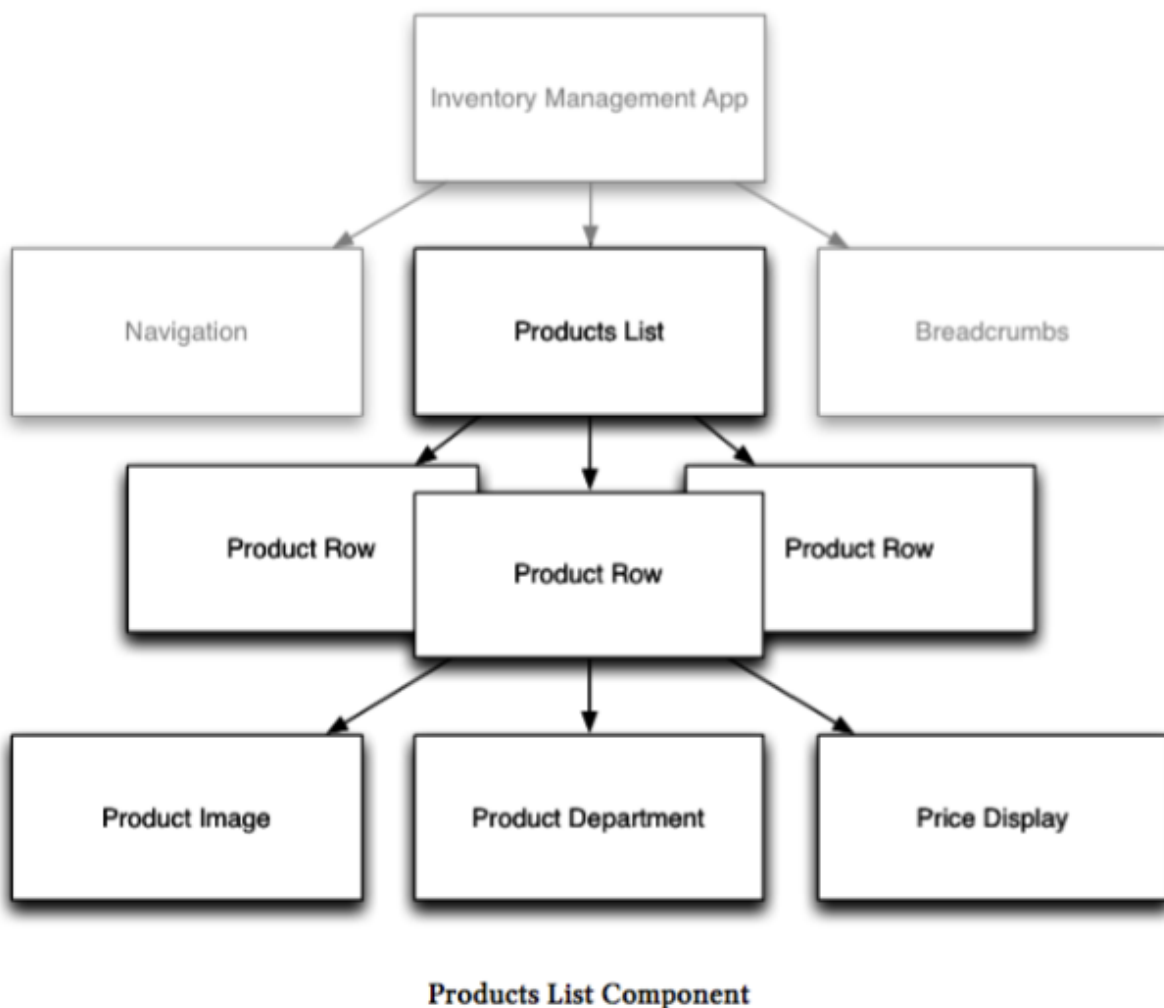 Inventory Management App
Navigation
Products List
Breadcrumbs
Product Row
Product Row
Product Row
Product Image
Product Department
Price Display
Products List Component